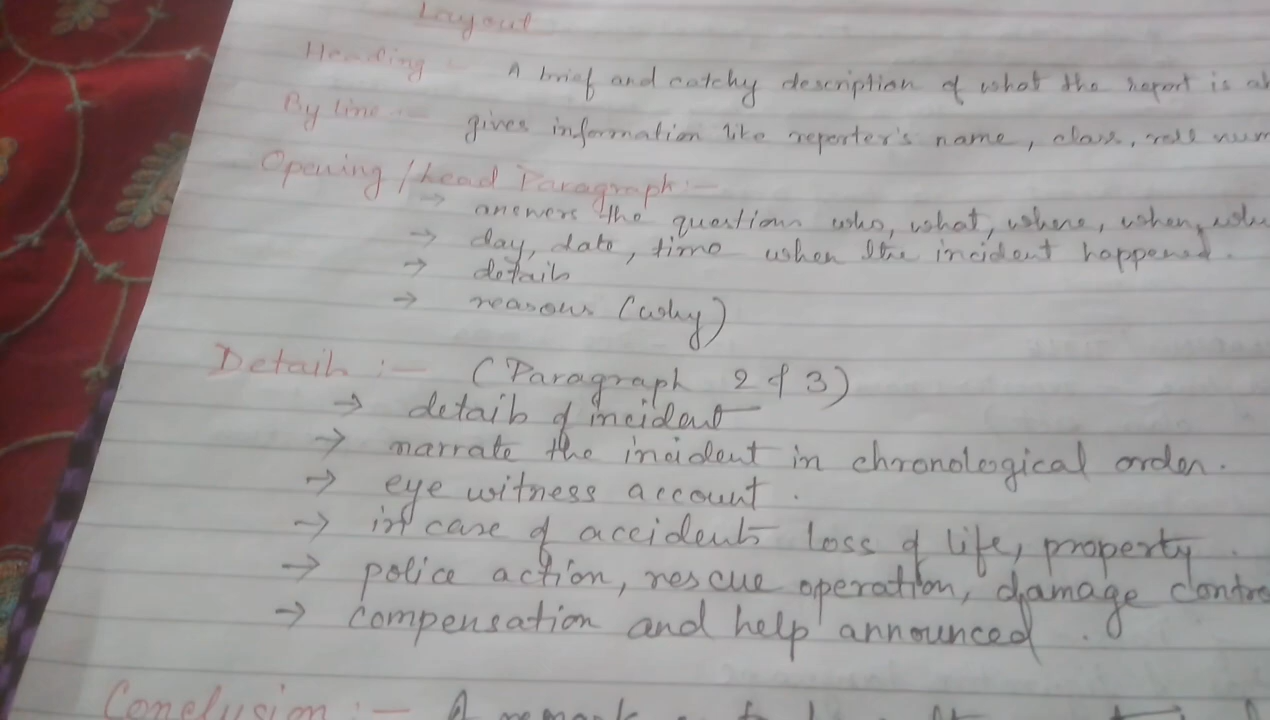 Layout
Heading :- A brief and catchy description of what the report is
By line :- gives information like reporter's name, class, roll
Opening / head Paragraph :-
→ answers the question who, what, where, when,
→ day, date, time when the incident happened.
→ details
→ reasons (why)
Details :- (Paragraph 2 & 3)
→ details of incident
→ narrate the incident in chronological order.
→ eye witness account.
→ in case of accidents loss of life, property.
→ police action, rescue operation, damage
→ compensation and help announced.
Conclusion :- A